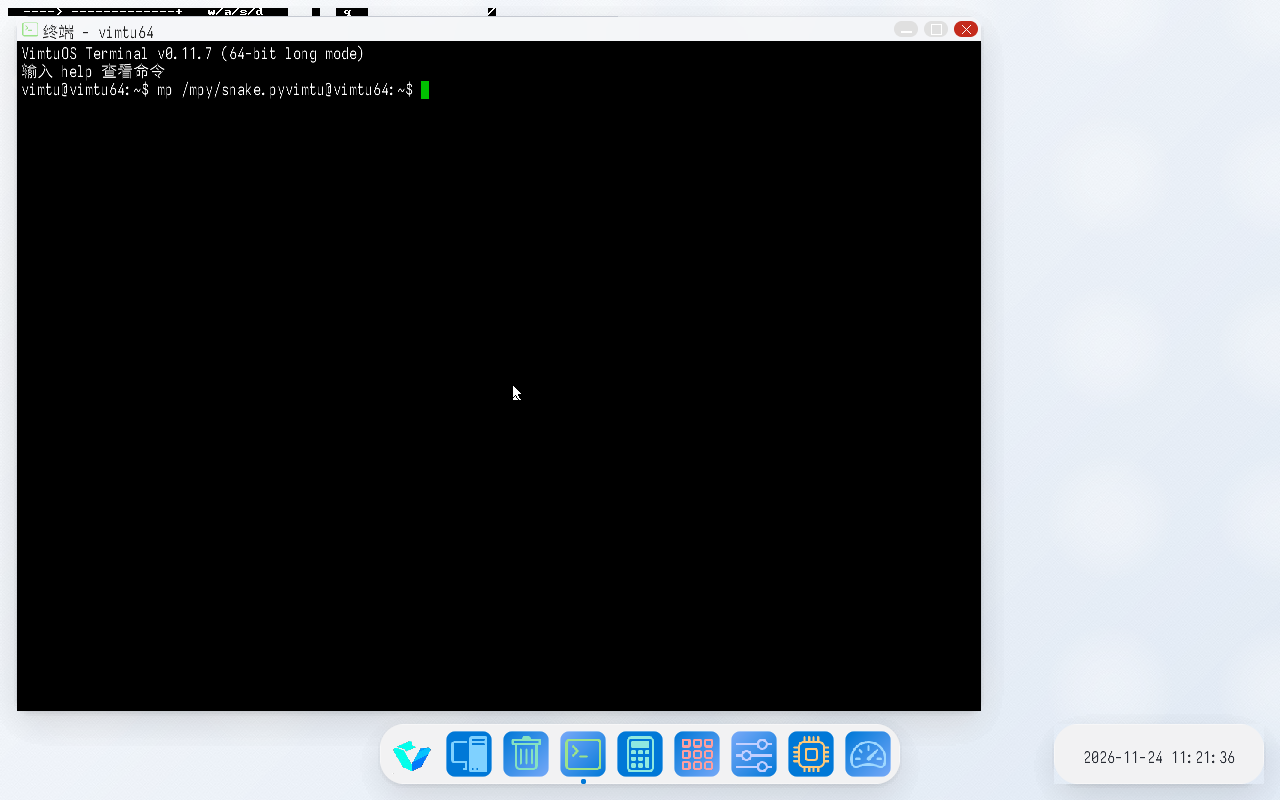 ----> -------------+ w/a/s/d q
终端 - vimtu64
VimtuOS Terminal v0.11.7 (64-bit long mode)
输入 help 查看命令
vimtu@vimtu64:~$ mp /mpy/snake.pyvimtu@vimtu64:~$
2026-11-24 11:21:36